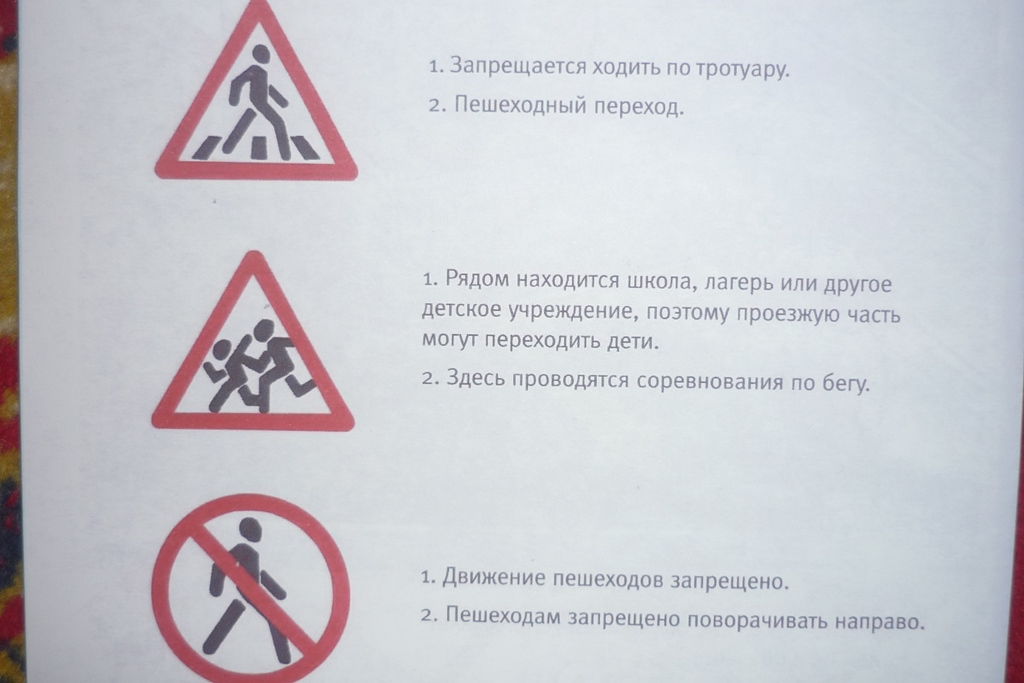 1. Запрещается ходить по тротуару.
2. Пешеходный переход.
1. Рядом находится школа, лагерь или другое
детское учреждение, поэтому проезжую часть
могут переходить дети.
2. Здесь проводятся соревнования по бегу.
1. Движение пешеходов запрещено.
2. Пешеходам запрещено поворачивать направо.